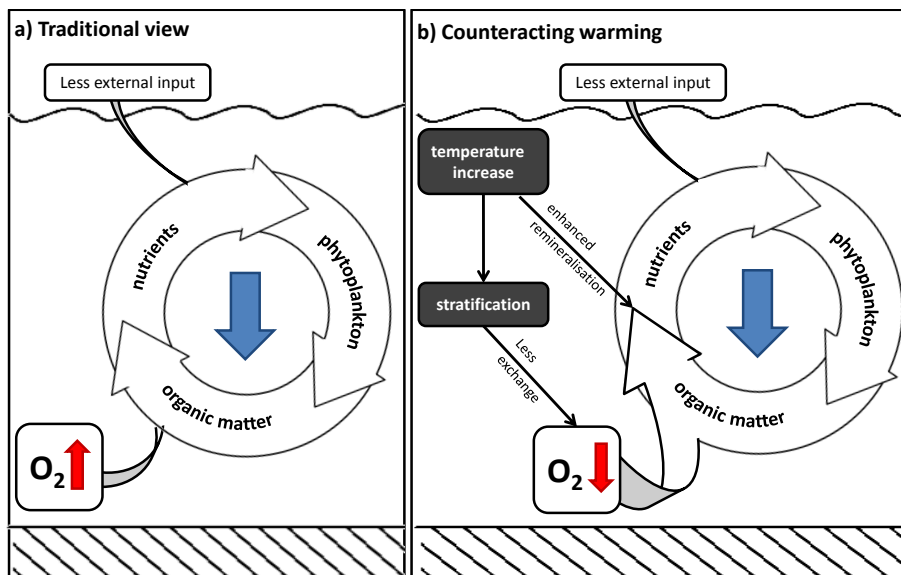 a) Traditional view
Less external input
nutrients
phytoplankton
organic matter
O₂
b) Counteracting warming
Less external input
temperature
increase
enhanced
remineralisation
stratification
Less
exchange
nutrients
phytoplankton
organic matter
O₂